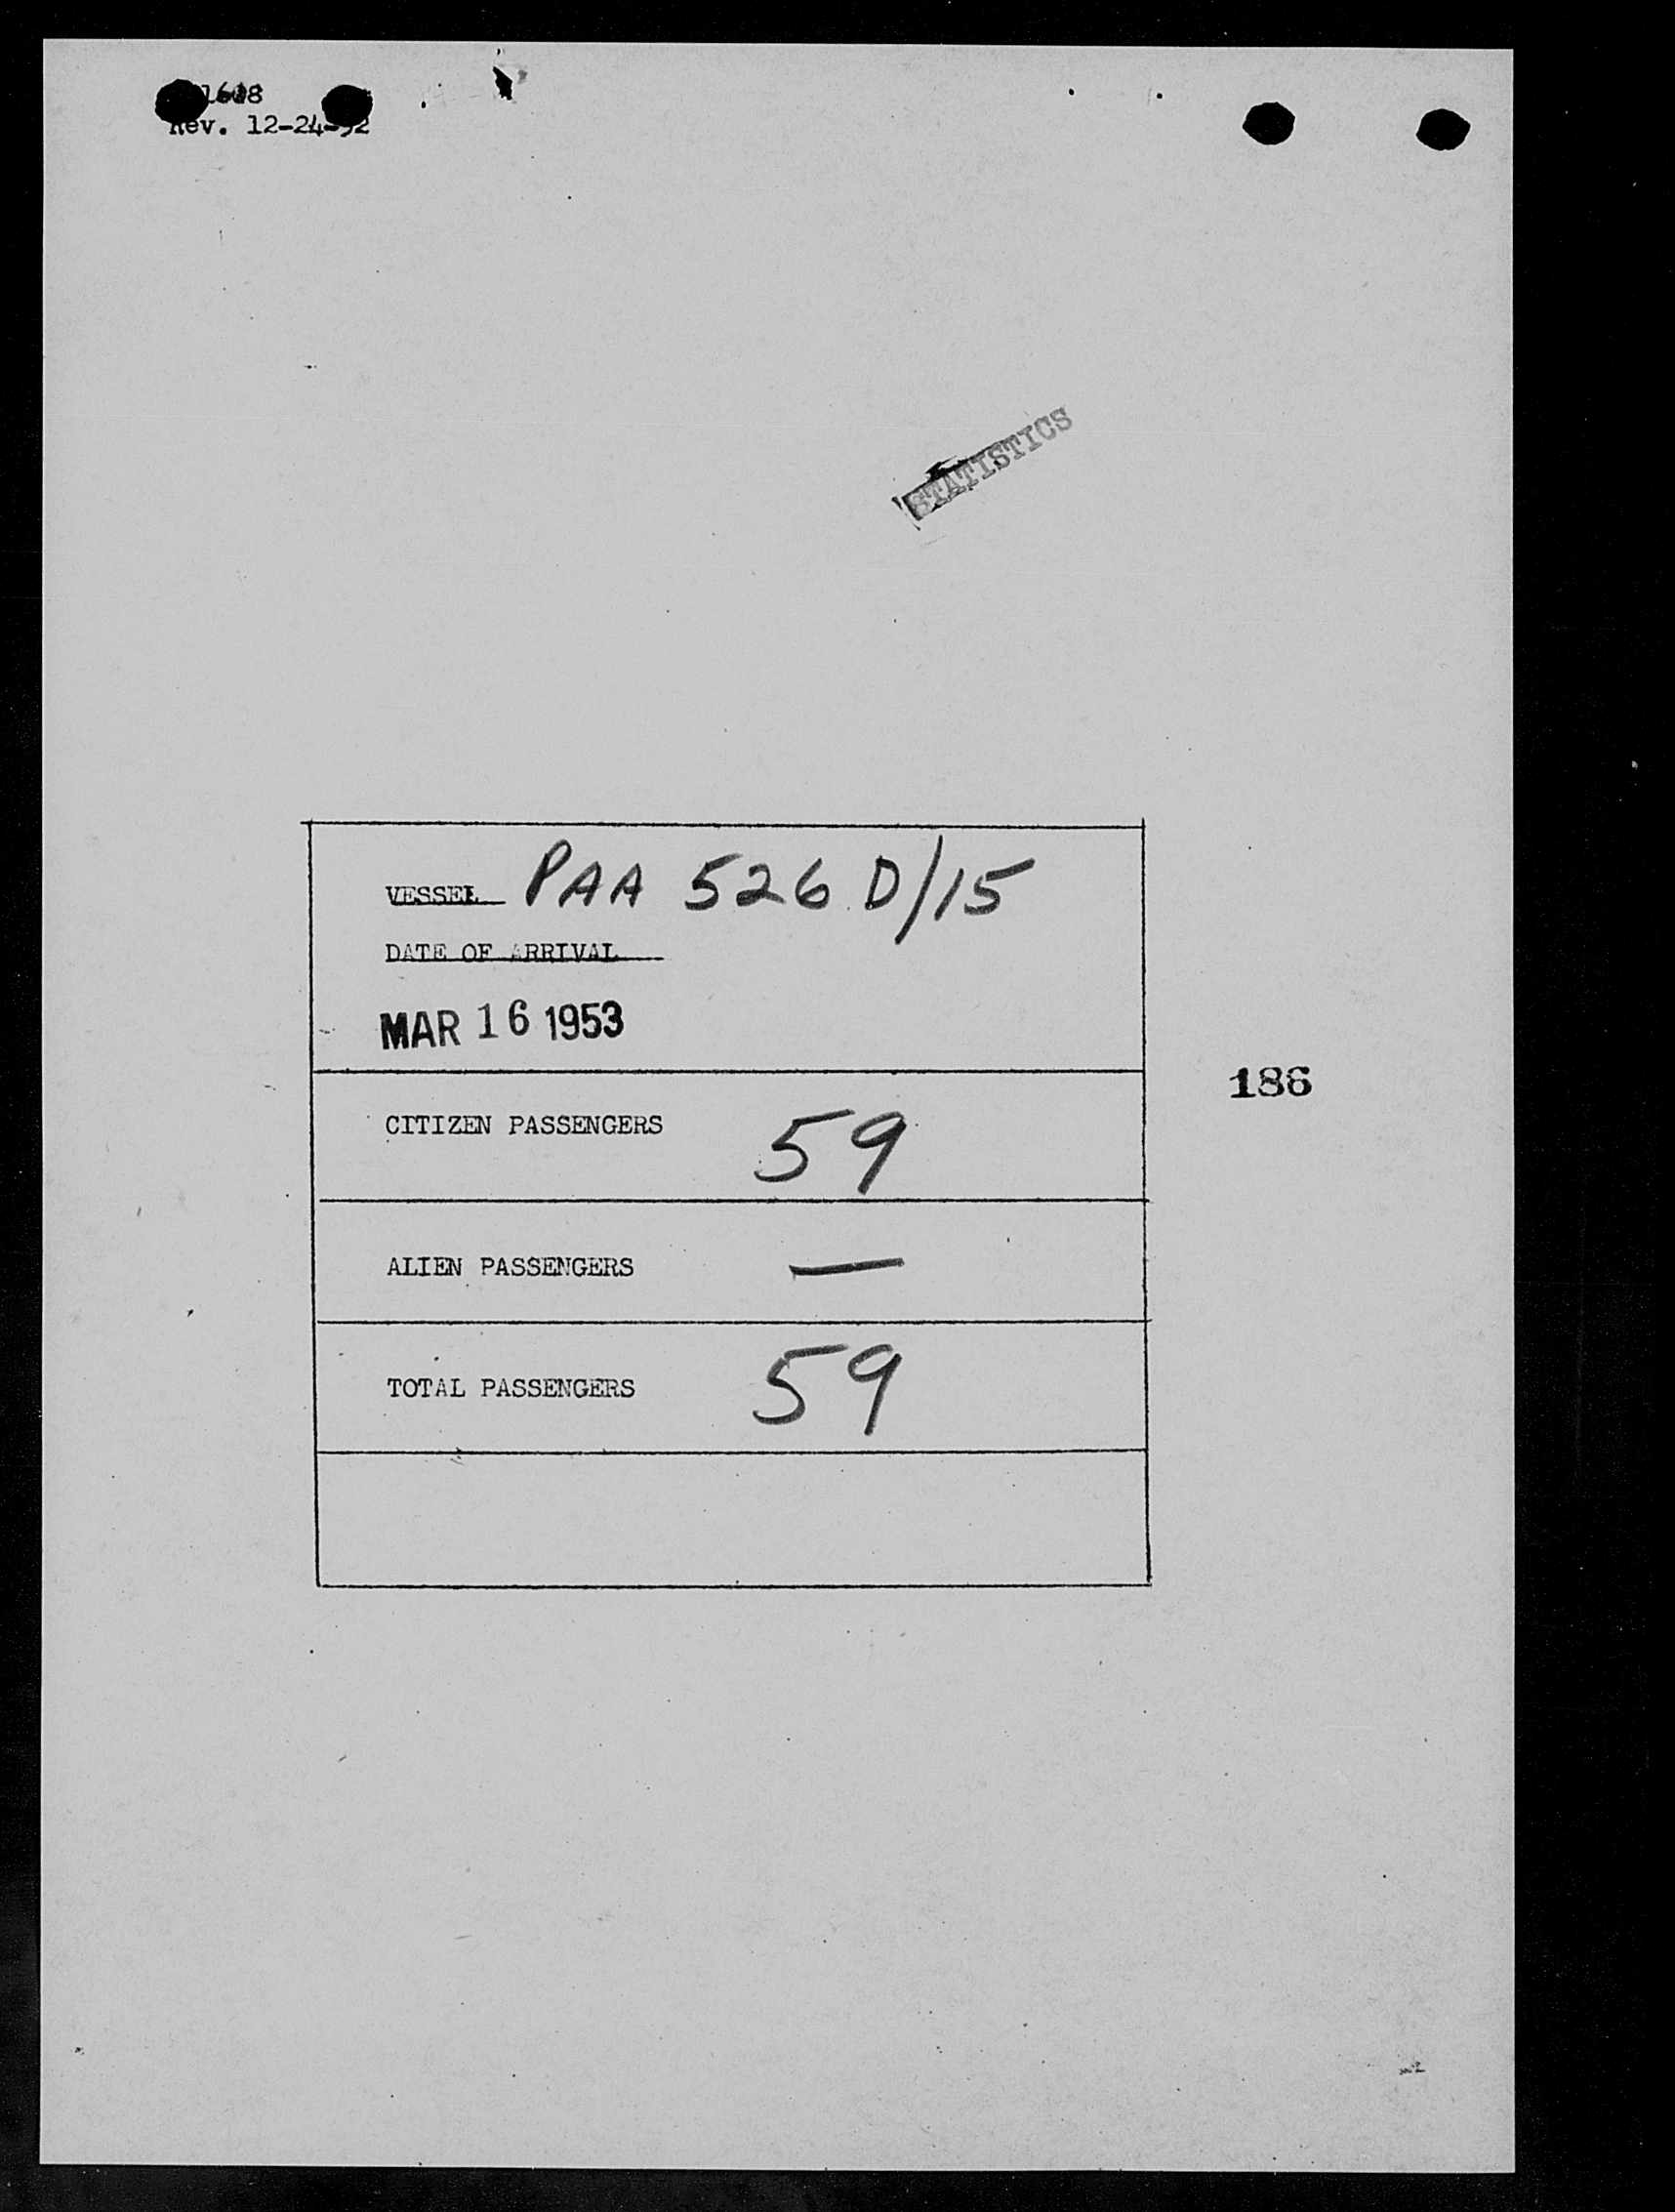 Rev. 12-24-52
STATISTICS
VESSEL PAA 526 D/15
DATE OF ARRIVAL
MAR 16 1953
186
CITIZEN PASSENGERS 59
ALIEN PASSENGERS —
TOTAL PASSENGERS 59